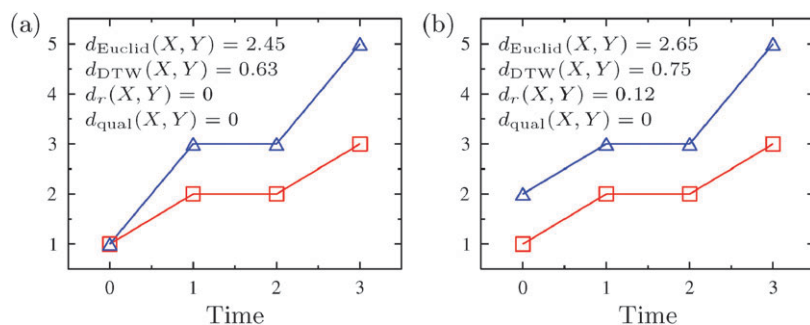 (a)
d_Euclid(X, Y) = 2.45
d_DTW(X, Y) = 0.63
d_r(X, Y) = 0
d_qual(X, Y) = 0
5
4
3
2
1
0 1 2 3
Time
(b)
d_Euclid(X, Y) = 2.65
d_DTW(X, Y) = 0.75
d_r(X, Y) = 0.12
d_qual(X, Y) = 0
5
4
3
2
1
0 1 2 3
Time